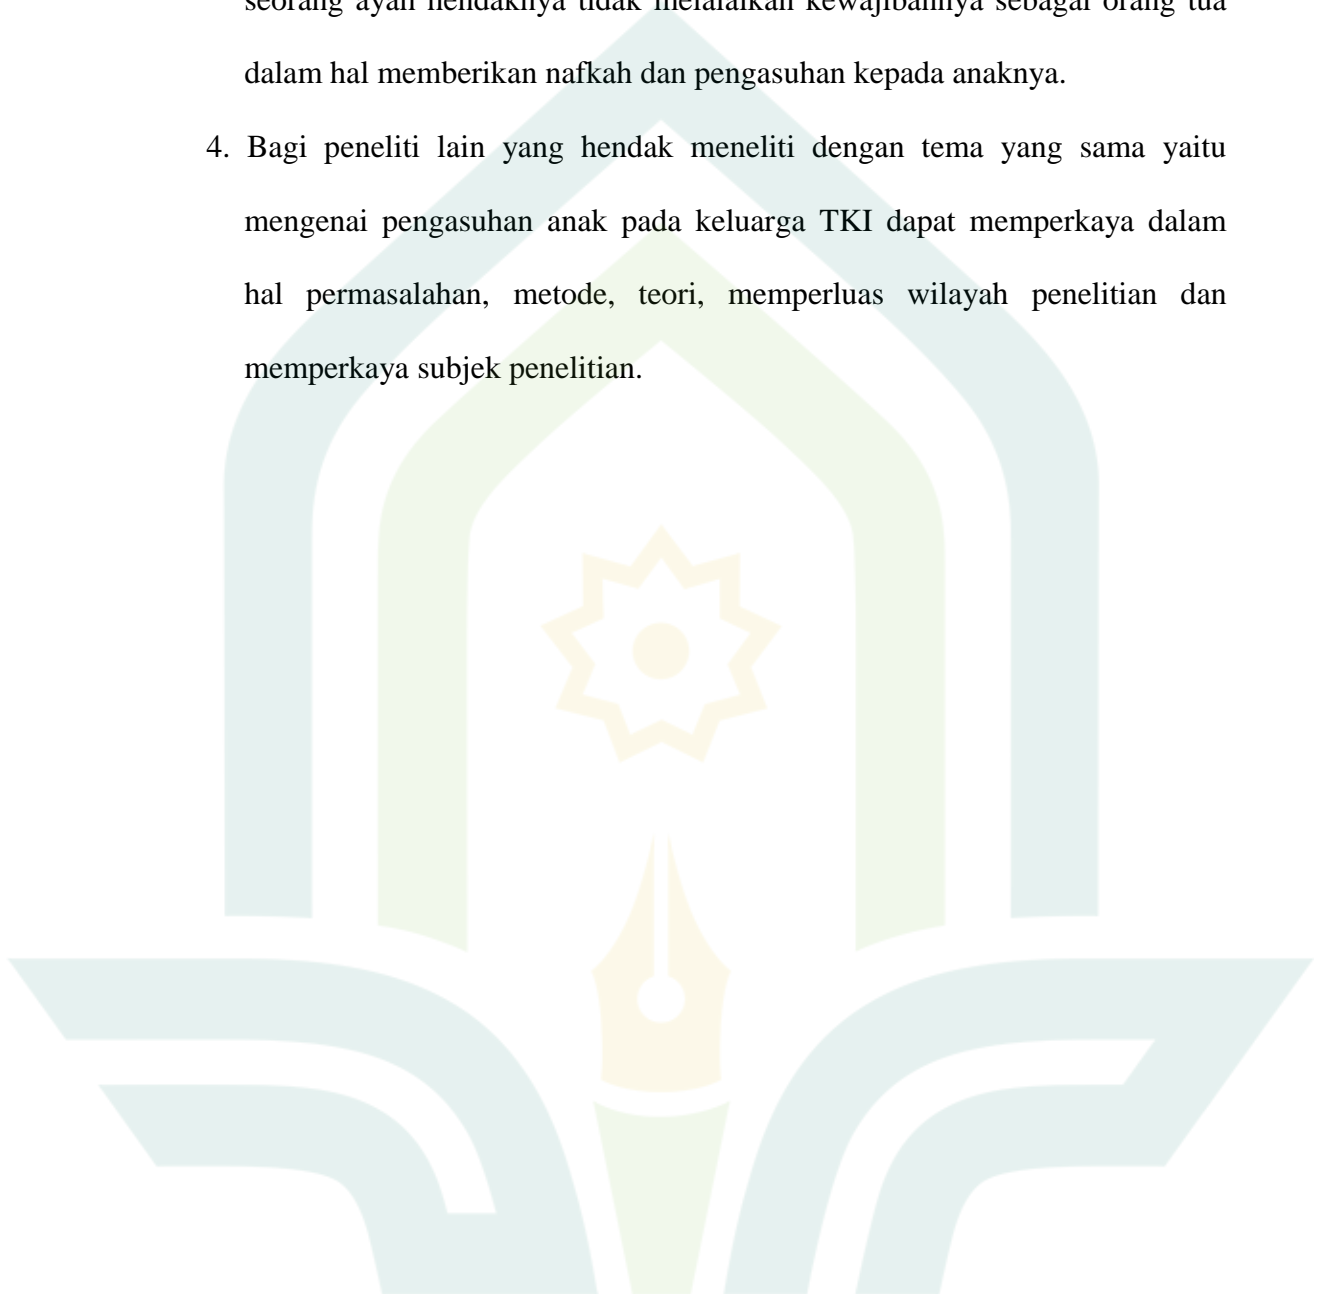 seorang ayah hendaknya tidak melalaikan kewajibannya sebagai orang tua
dalam hal memberikan nafkah dan pengasuhan kepada anaknya.
4. Bagi peneliti lain yang hendak meneliti dengan tema yang sama yaitu
mengenai pengasuhan anak pada keluarga TKI dapat memperkaya dalam
hal permasalahan, metode, teori, memperluas wilayah penelitian dan
memperkaya subjek penelitian.